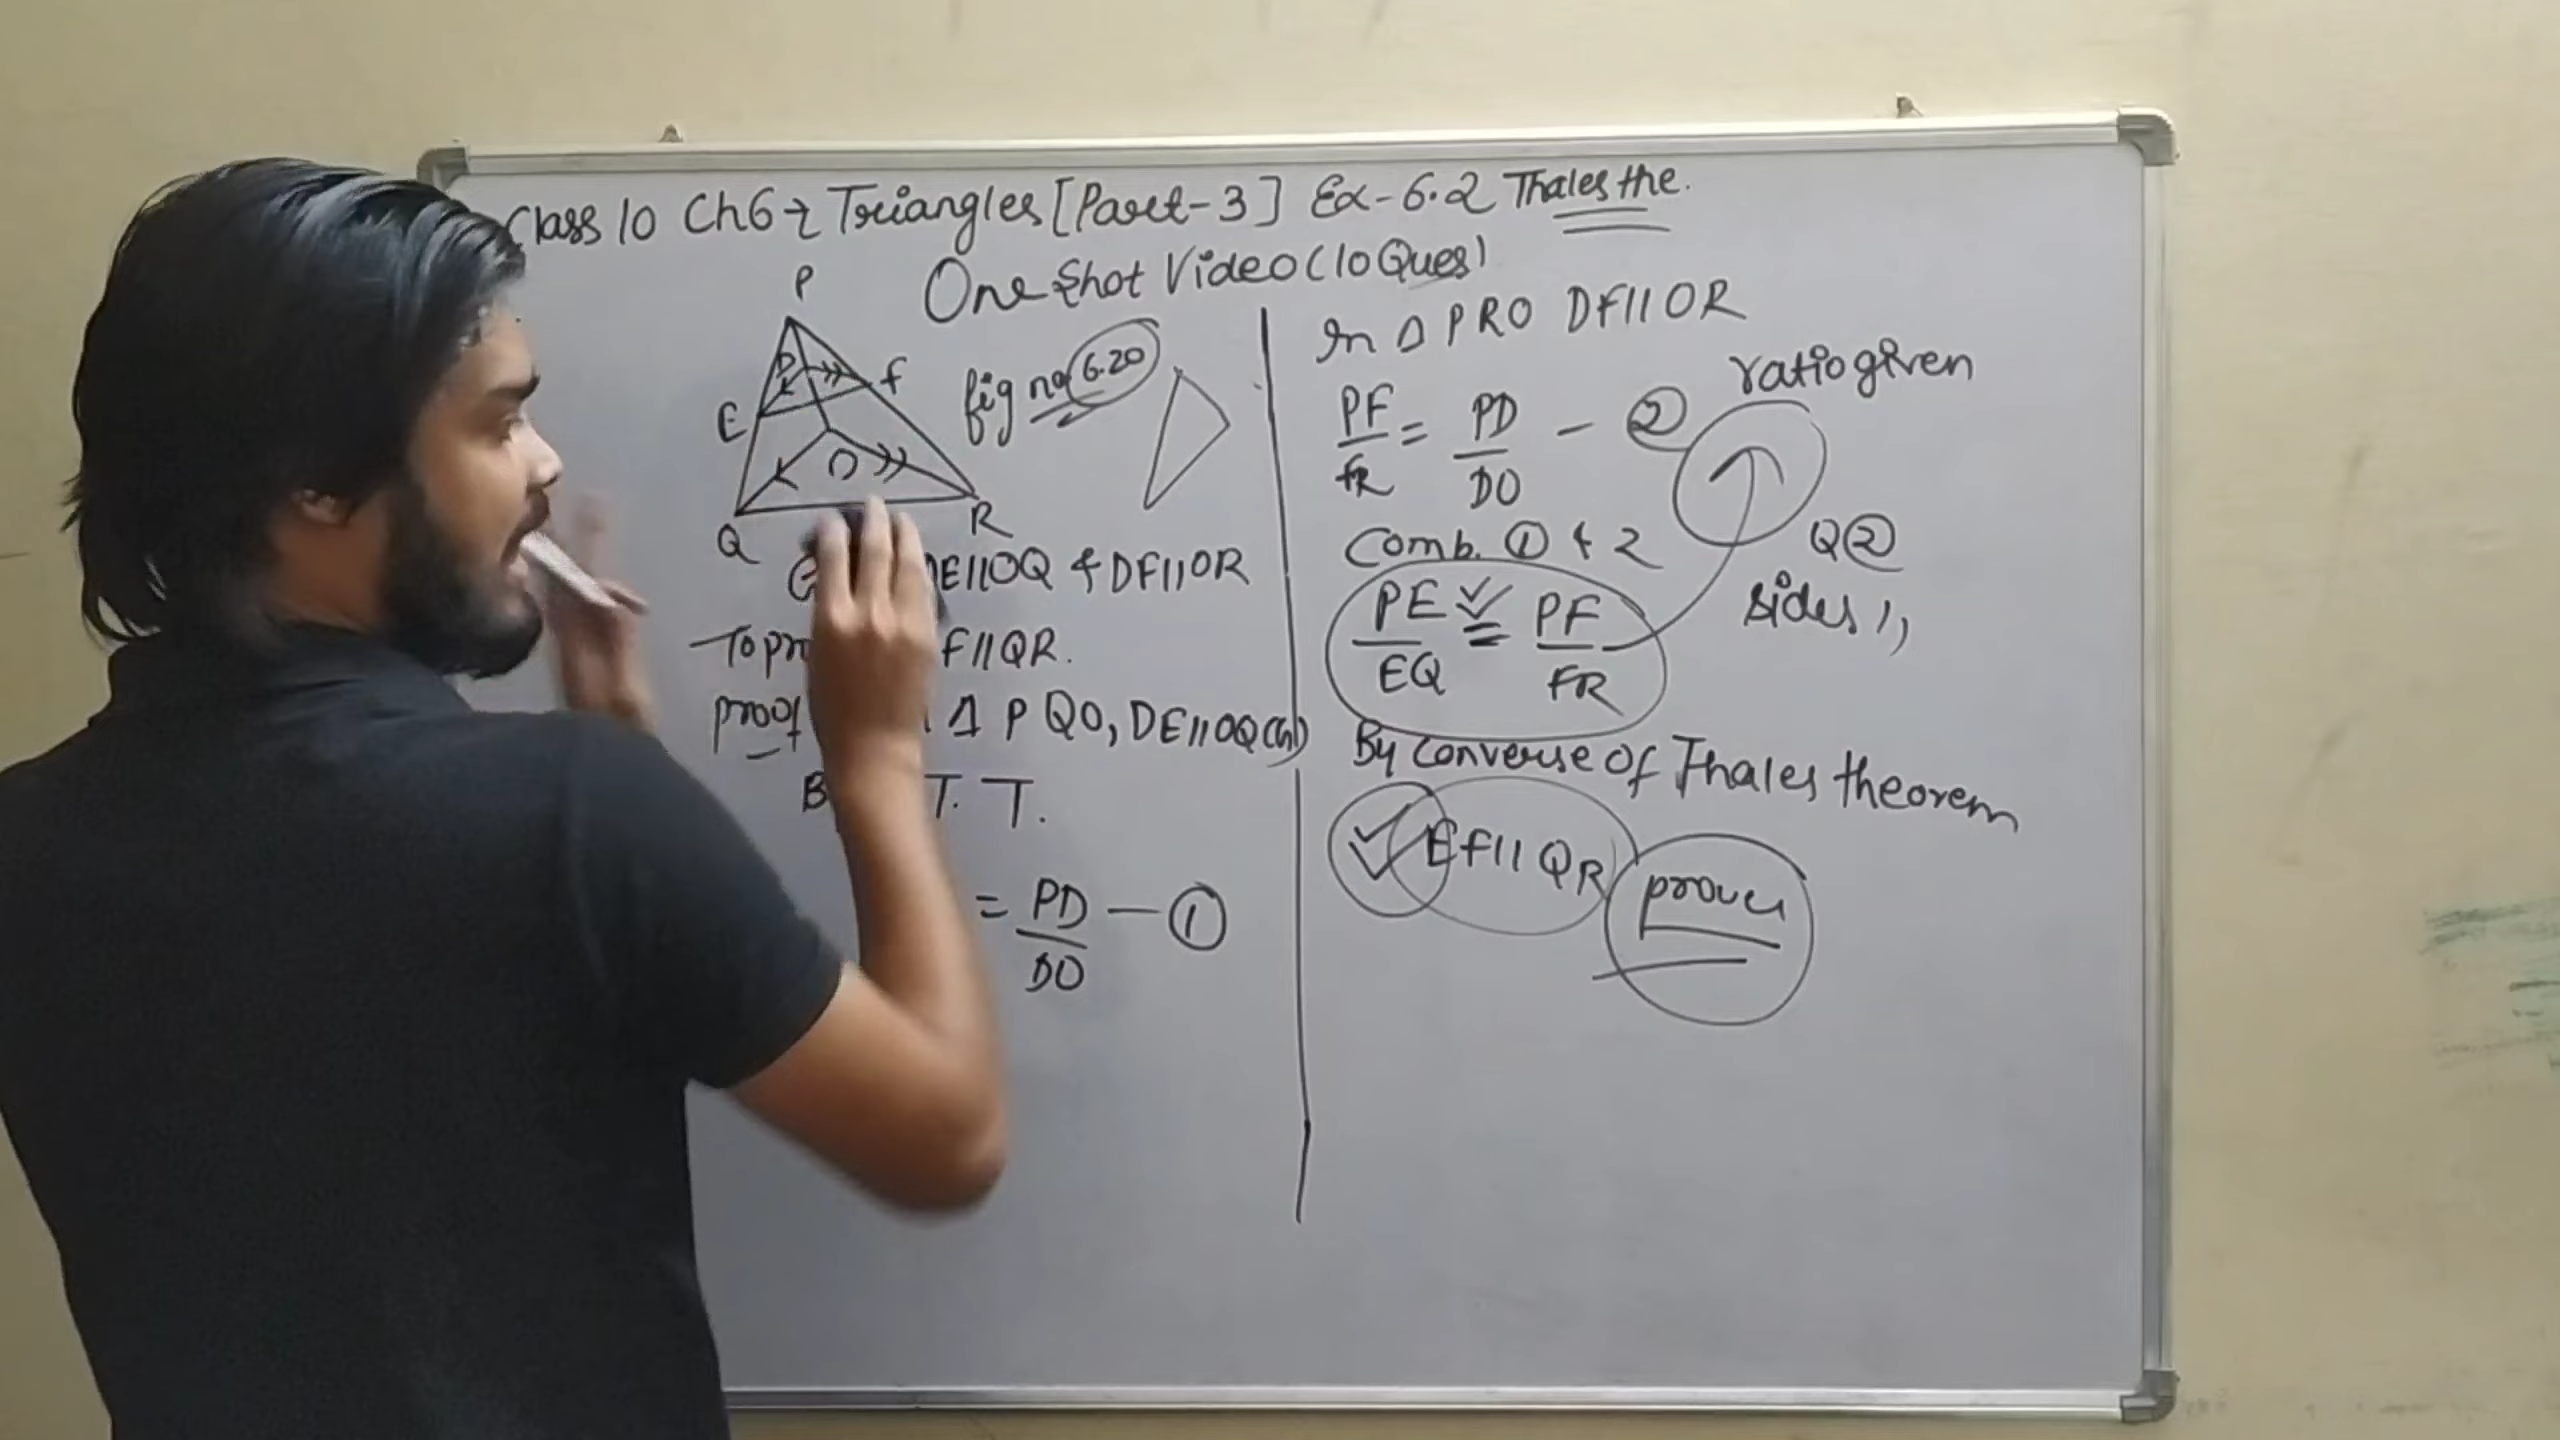 Class 10 Ch6 → Triangles [Part-3] Ex-6.2 Thales the.
One Shot Video (10 Ques)
P
D
E
F
O
Q
R
fig no 6.20
DE||OQ & DF||OR
F||QR.
proof
Δ PQO, DE||OQ (Gi)
T. T.
= PD/DO — ①
In Δ PRO DF||OR
ratio given
PF/FR = PD/DO — ②
Comb. ① & 2
Q②
sides 1,
PE/EQ = PF/FR
By Converse of Thales theorem
EF||QR